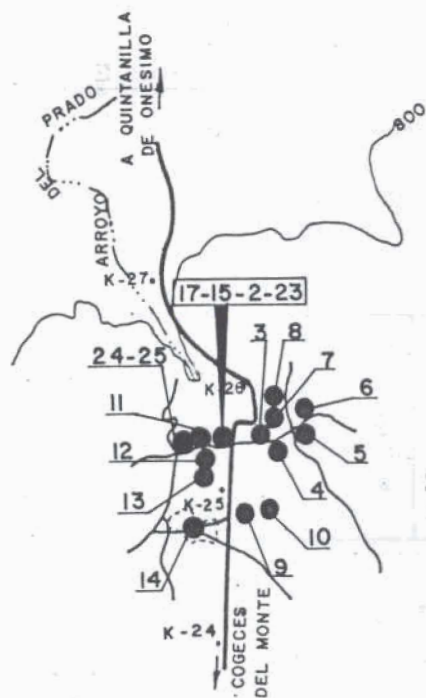 A QUINTANILLA
DE ONESIMO
ARROYO DEL PRADO
800
K-27
17-15-2-23
24-25
K-26
3
8
7
6
11
12
13
5
4
K-25
10
9
14
K-24
COGECES
DEL MONTE